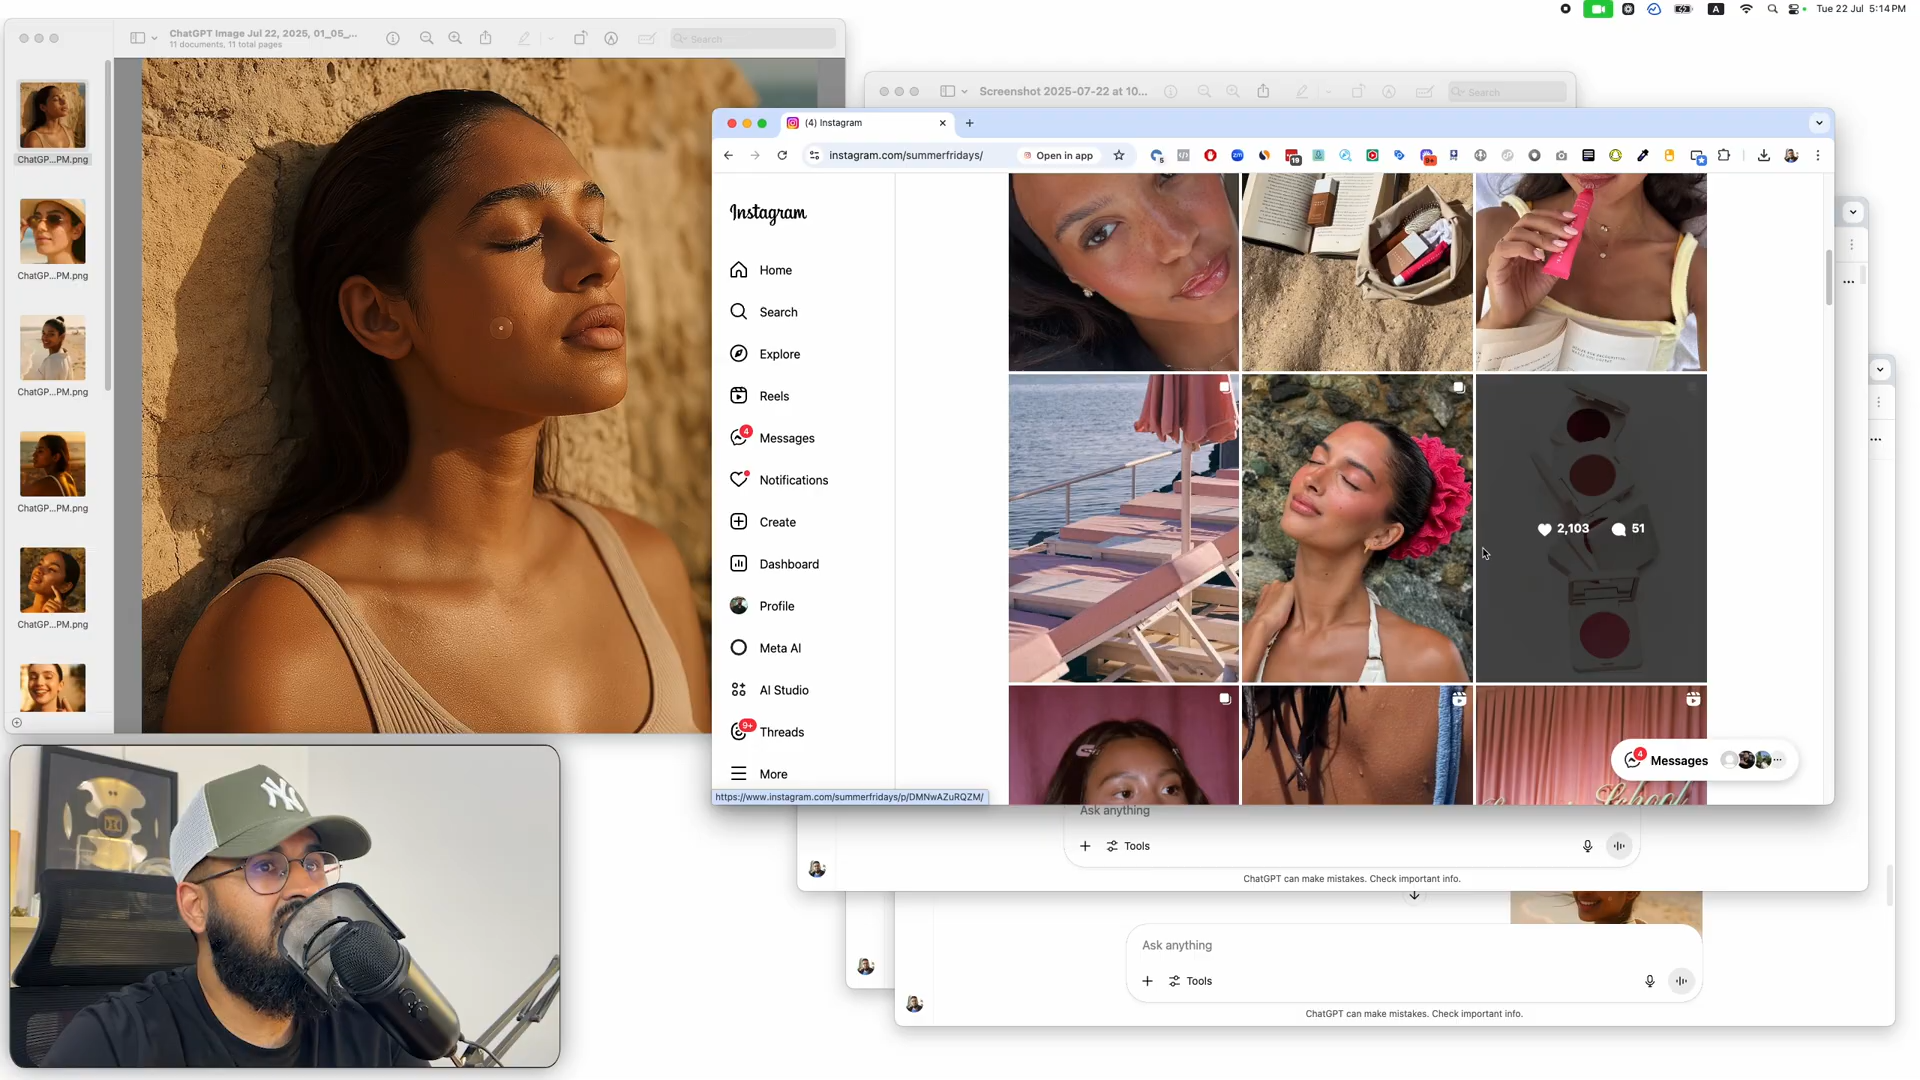 Tue 22 Jul 5:14 PM
A
ChatGPT Image Jul 22, 2025, 01_05_...
11 documents, 11 total pages
Search
ChatGP...PM.png
ChatGP...PM.png
ChatGP...PM.png
ChatGP...PM.png
ChatGP...PM.png
Screenshot 2025-07-22 at 10...
Search
(4) Instagram
instagram.com/summerfridays/
Open in app
19
9+
Instagram
Home
Search
Explore
Reels
4
Messages
Notifications
Create
Dashboard
Profile
Meta AI
AI Studio
9+
Threads
More
2,103
51
4
Messages
https://www.instagram.com/summerfridays/p/DMNwAZuRQZM/
Ask anything
Tools
ChatGPT can make mistakes. Check important info.
Ask anything
Tools
ChatGPT can make mistakes. Check important info.
NY